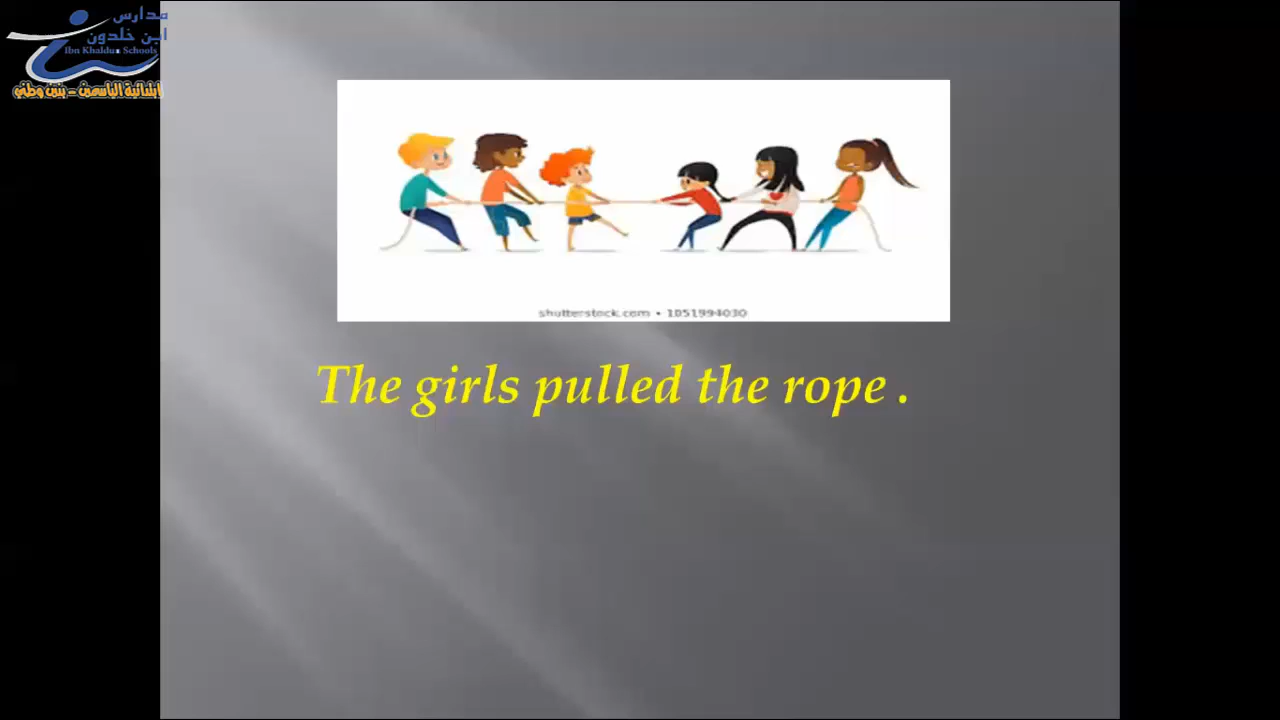 مدارس
ابن خلدون
Ibn Khaldun Schools
ابتدائية الياسمين - بنين وطني
shutterstock.com • 1051994030
The girls pulled the rope .